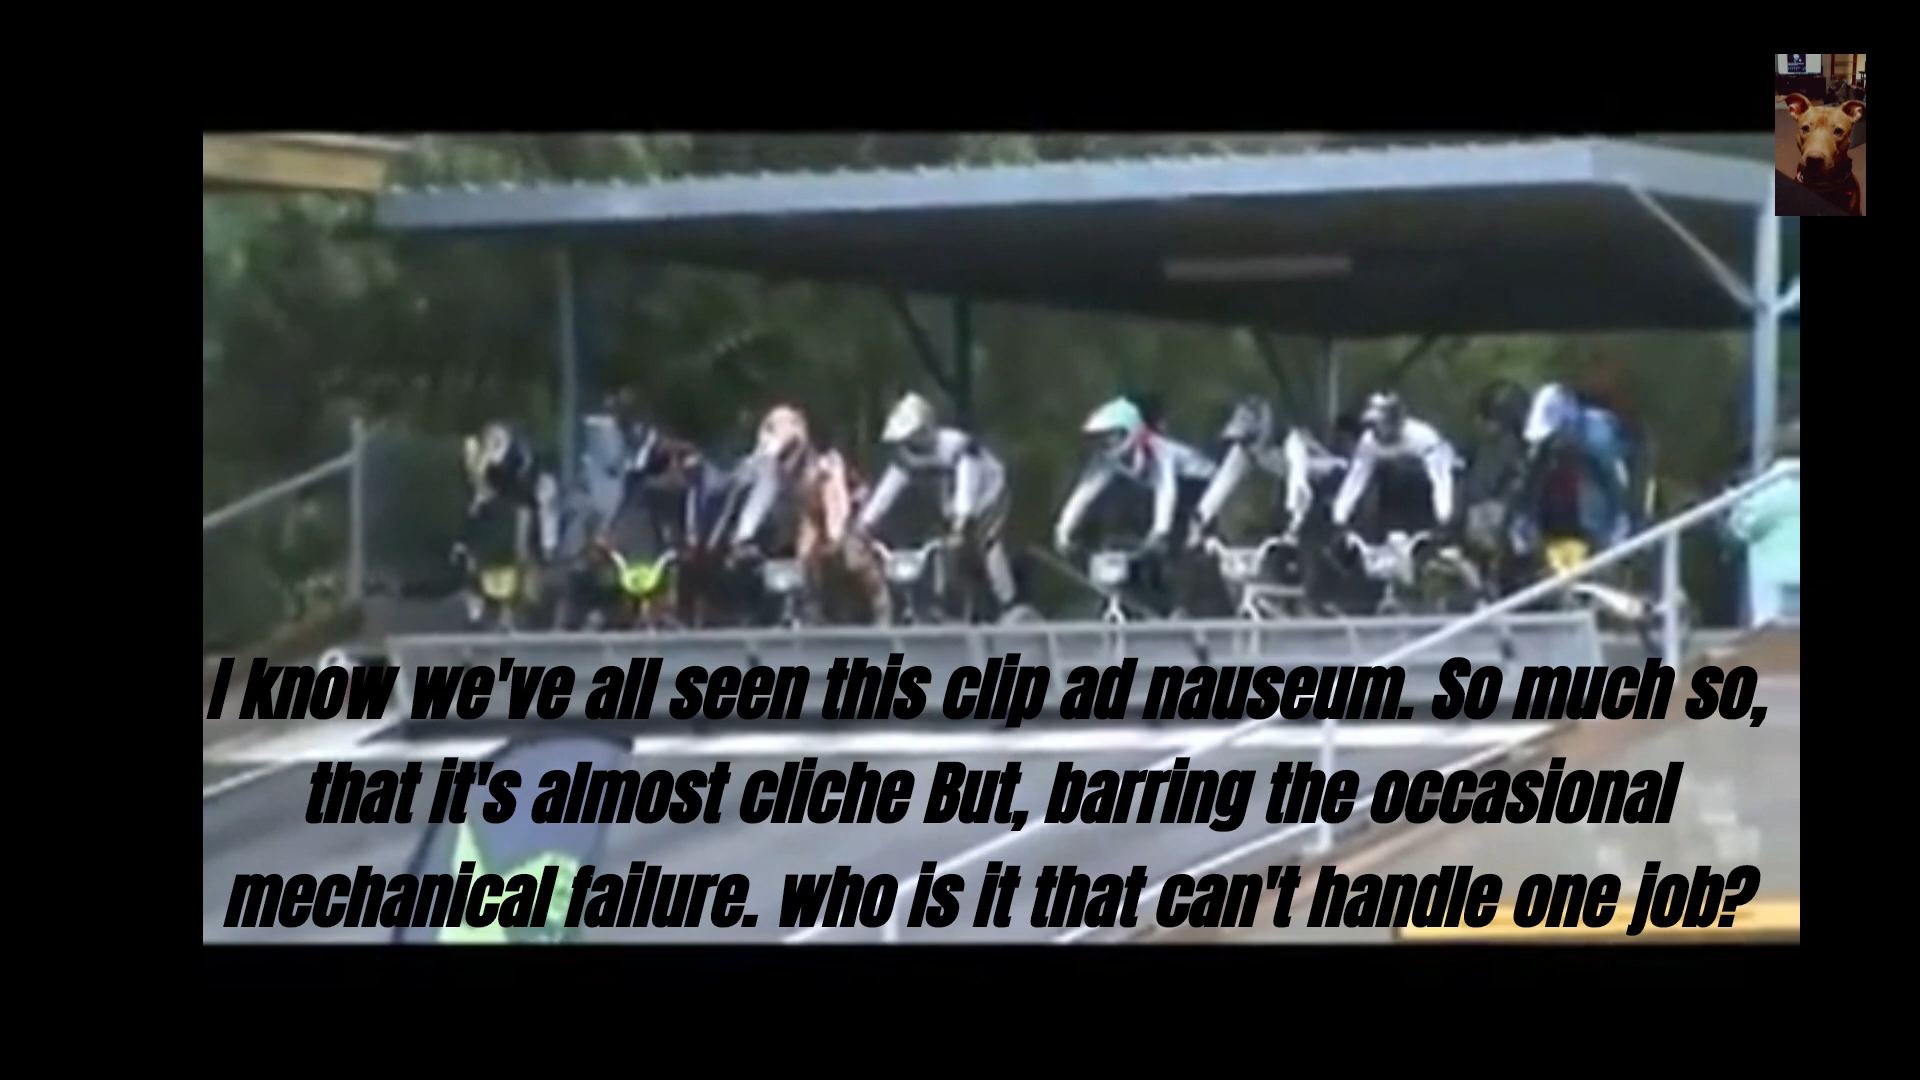 I know we've all seen this clip ad nauseum. So much so,
that it's almost cliche But, barring the occasional
mechanical failure. who is it that can't handle one job?